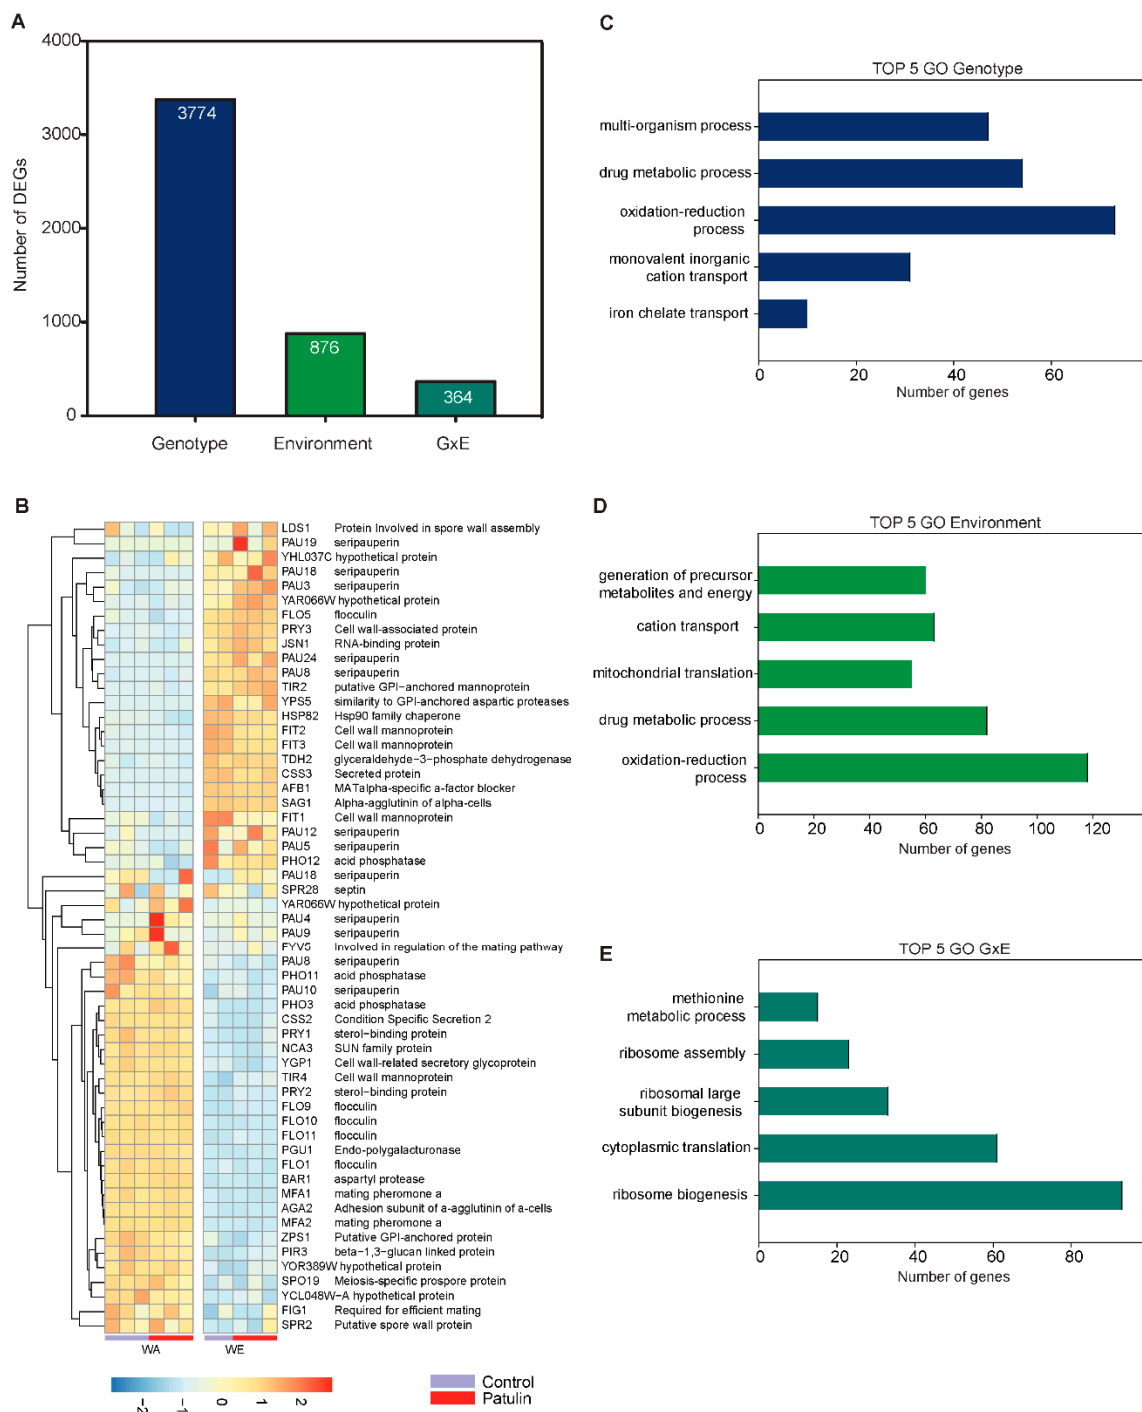 A
4000
3000
2000
1000
0
Number of DEGs
3774
876
364
Genotype
Environment
GxE
B
LDS1 Protein Involved in spore wall assembly
PAU19 seripauperin
YHL037C hypothetical protein
PAU18 seripauperin
PAU3 seripauperin
YAR066W hypothetical protein
FLO5 flocculin
PRY3 Cell wall-associated protein
JSN1 RNA-binding protein
PAU24 seripauperin
PAU8 seripauperin
TIR2 putative GPI-anchored mannoprotein
YPS5 similarity to GPI-anchored aspartic proteases
HSP82 Hsp90 family chaperone
FIT2 Cell wall mannoprotein
FIT3 Cell wall mannoprotein
TDH2 glyceraldehyde-3-phosphate dehydrogenase
CSS3 Secreted protein
AFB1 MATalpha-specific a-factor blocker
SAG1 Alpha-agglutinin of alpha-cells
FIT1 Cell wall mannoprotein
PAU12 seripauperin
PAU5 seripauperin
PHO12 acid phosphatase
PAU18 seripauperin
SPR28 septin
YAR066W hypothetical protein
PAU4 seripauperin
PAU9 seripauperin
FYV5 Involved in regulation of the mating pathway
PAU8 seripauperin
PHO11 acid phosphatase
PAU10 seripauperin
PHO3 acid phosphatase
CSS2 Condition Specific Secretion 2
PRY1 sterol-binding protein
NCA3 SUN family protein
YGP1 Cell wall-related secretory glycoprotein
TIR4 Cell wall mannoprotein
PRY2 sterol-binding protein
FLO9 flocculin
FLO10 flocculin
FLO11 flocculin
PGU1 Endo-polygalacturonase
FLO1 flocculin
BAR1 aspartyl protease
MFA1 mating pheromone a
AGA2 Adhesion subunit of a-agglutinin of a-cells
MFA2 mating pheromone a
ZPS1 Putative GPI-anchored protein
PIR3 beta-1,3-glucan linked protein
YOR389W hypothetical protein
SPO19 Meiosis-specific prospore protein
YCL048W-A hypothetical protein
FIG1 Required for efficient mating
SPR2 Putative spore wall protein
WA
WE
-2
-1
0
1
2
Control
Patulin
C
TOP 5 GO Genotype
multi-organism process
drug metabolic process
oxidation-reduction
process
monovalent inorganic
cation transport
iron chelate transport
0
20
40
60
Number of genes
D
TOP 5 GO Environment
generation of precursor
metabolites and energy
cation transport
mitochondrial translation
drug metabolic process
oxidation-reduction
process
0
20
40
60
80
100
120
Number of genes
E
TOP 5 GO GxE
methionine
metabolic process
ribosome assembly
ribosomal large
subunit biogenesis
cytoplasmic translation
ribosome biogenesis
0
20
40
60
80
Number of genes